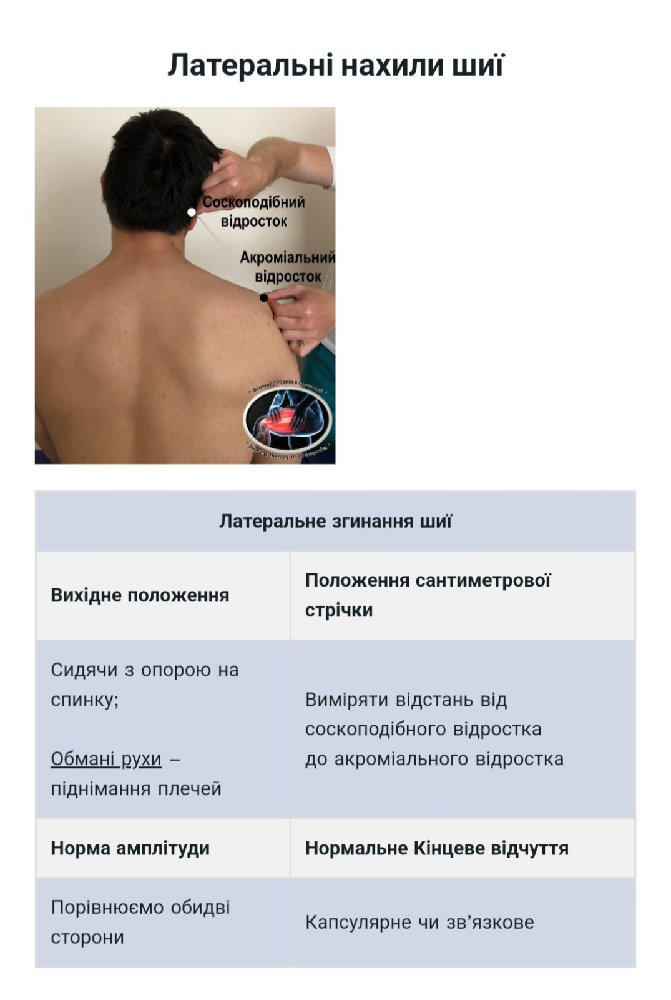 Латеральні нахили шиї
Соскоподібний
відросток
Акроміальний
відросток
• Фізична терапія в ортопедії •
• Physical therapy in orthopedics •
Латеральне згинання шиї
Вихідне положення
Положення сантиметрової
стрічки
Сидячи з опорою на
спинку;
Обмані рухи –
піднімання плечей
Виміряти відстань від
соскоподібного відростка
до акроміального відростка
Норма амплітуди
Нормальне Кінцеве відчуття
Порівнюємо обидві
сторони
Капсулярне чи зв’язкове